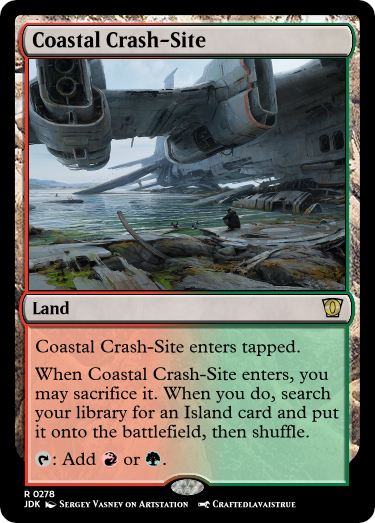 Coastal Crash-Site
Land
Coastal Crash-Site enters tapped.
When Coastal Crash-Site enters, you
may sacrifice it. When you do, search
your library for an Island card and put
it onto the battlefield, then shuffle.
: Add or .
R 0278
JDK Sergey Vasnev on Artstation Craftedlavaistrue